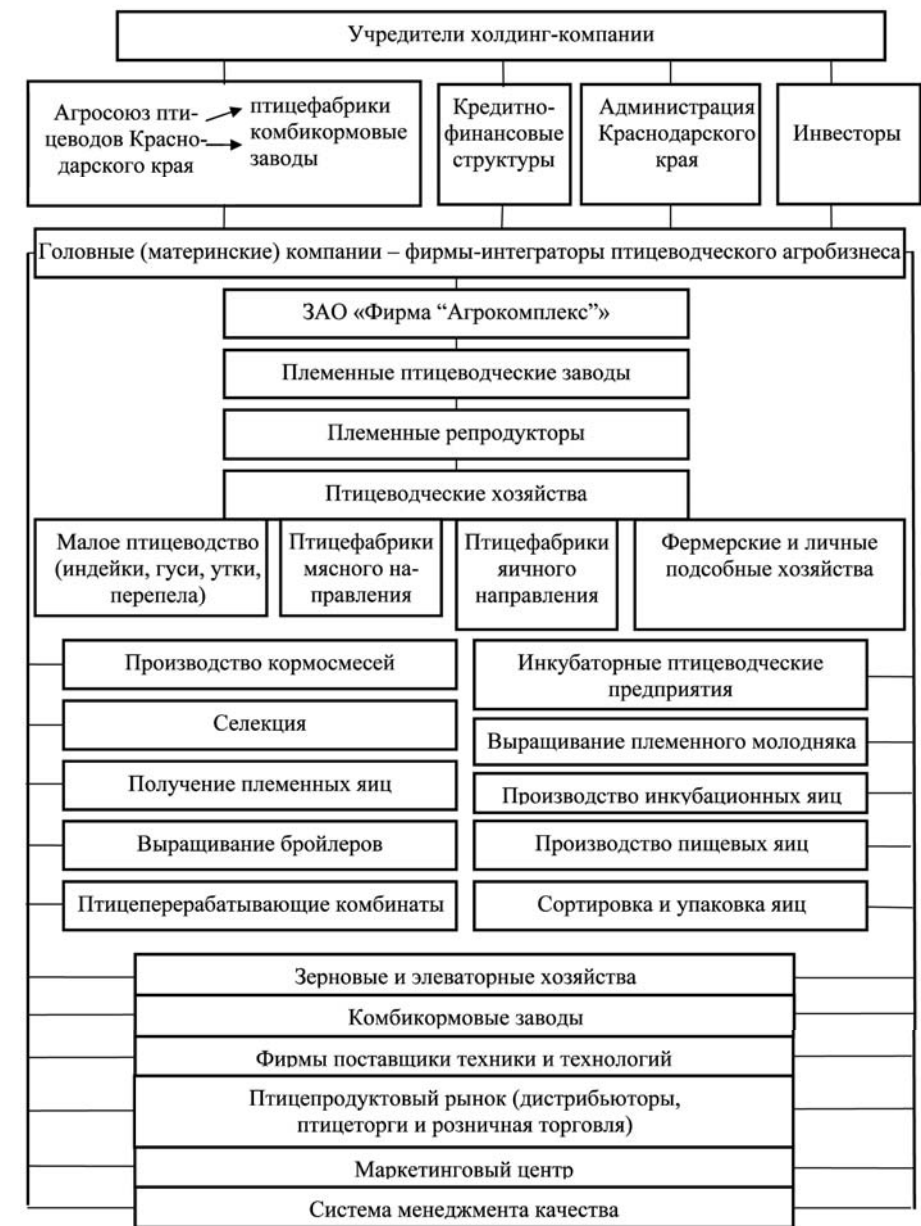 Учредители холдинг-компании
Агросоюз пти-
цеводов Красно-
дарского края
птицефабрики
комбикормовые
заводы
Кредитно-
финансовые
структуры
Администрация
Краснодарского
края
Инвесторы
Головные (материнские) компании – фирмы-интеграторы птицеводческого агробизнеса
ЗАО «Фирма “Агрокомплекс”»
Племенные птицеводческие заводы
Племенные репродукторы
Птицеводческие хозяйства
Малое птицеводство
(индейки, гуси, утки,
перепела)
Птицефабрики
мясного на-
правления
Птицефабрики
яичного
направления
Фермерские и личные
подсобные хозяйства
Производство кормосмесей
Селекция
Получение племенных яиц
Выращивание бройлеров
Птицеперерабатывающие комбинаты
Инкубаторные птицеводческие
предприятия
Выращивание племенного молодняка
Производство инкубационных яиц
Производство пищевых яиц
Сортировка и упаковка яиц
Зерновые и элеваторные хозяйства
Комбикормовые заводы
Фирмы поставщики техники и технологий
Птицепродуктовый рынок (дистрибьюторы,
птицеторги и розничная торговля)
Маркетинговый центр
Система менеджмента качества